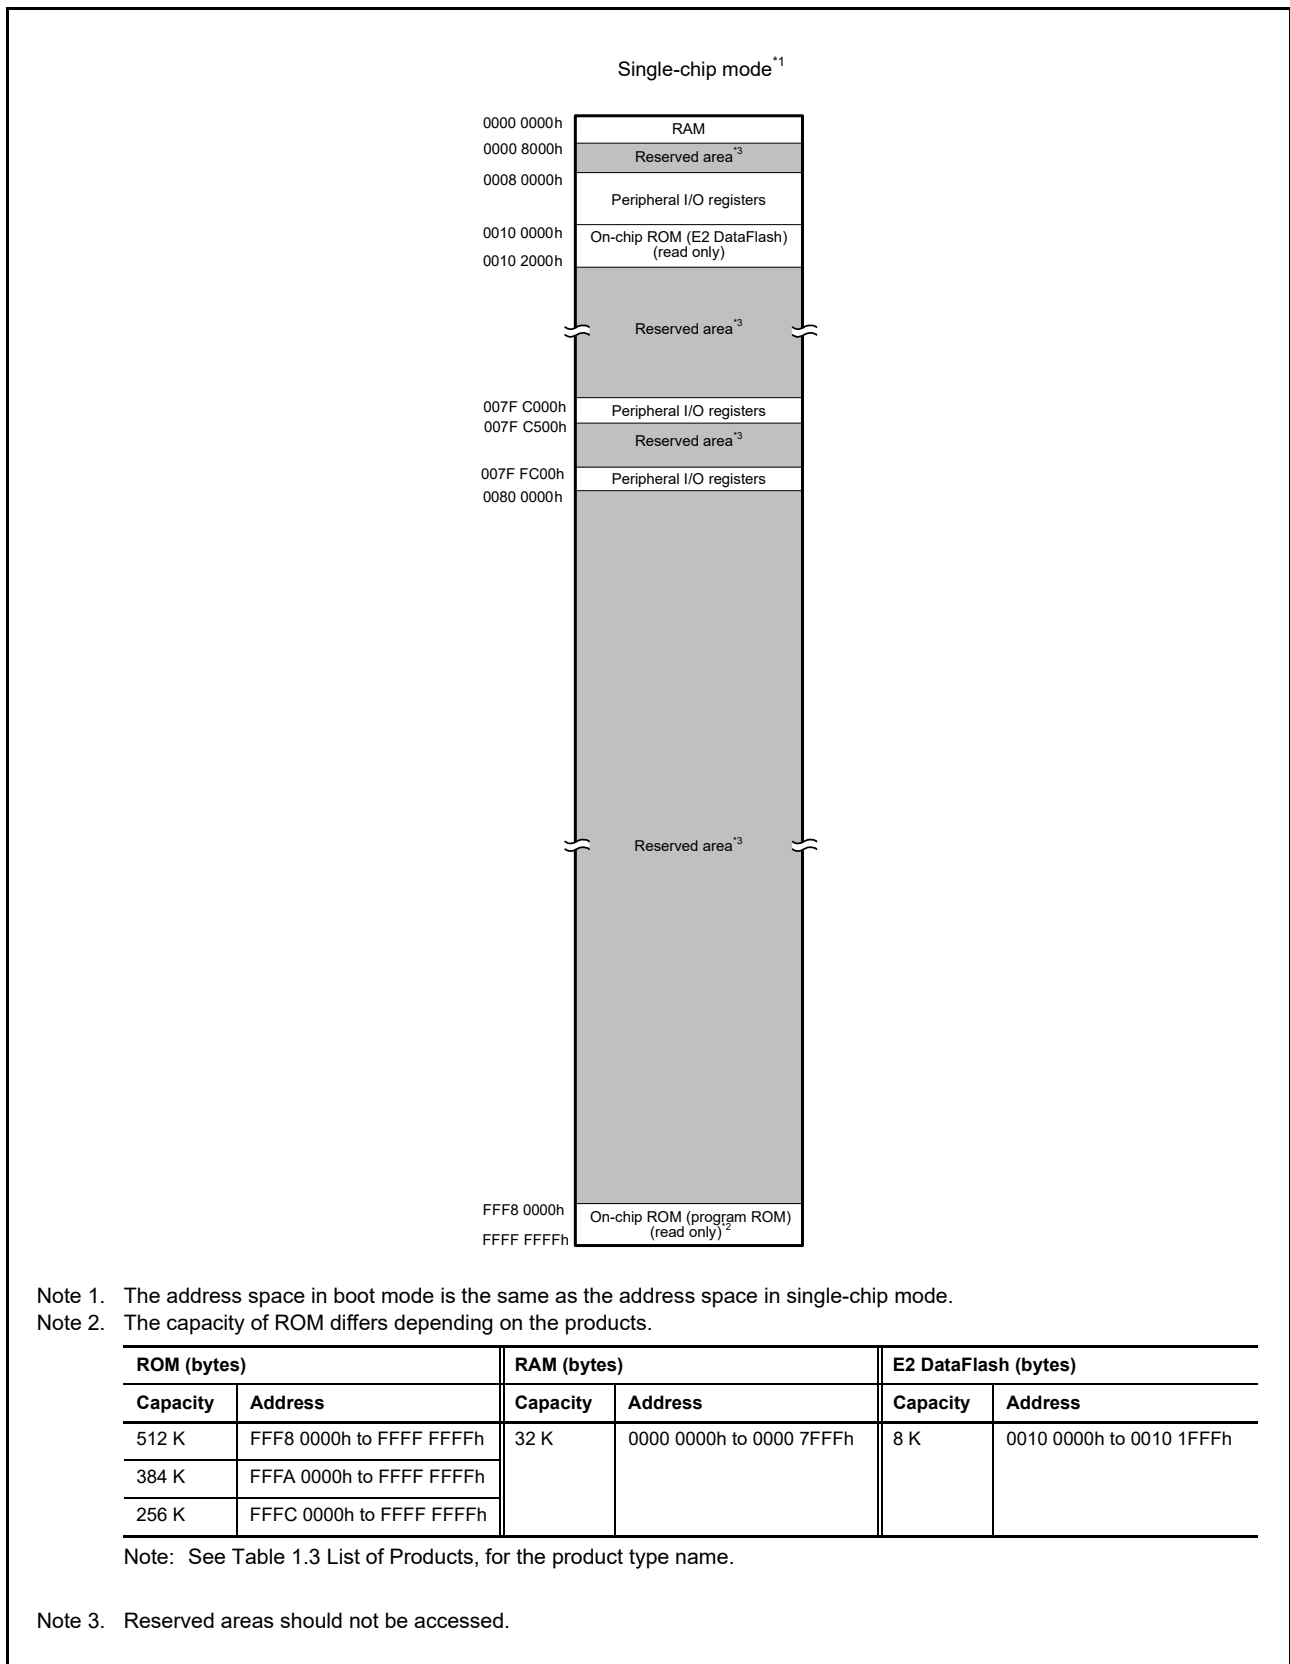 Single-chip mode*1
0000 0000h
RAM
0000 8000h
Reserved area*3
0008 0000h
Peripheral I/O registers
0010 0000h
On-chip ROM (E2 DataFlash)
(read only)
0010 2000h
Reserved area*3
007F C000h
Peripheral I/O registers
007F C500h
Reserved area*3
007F FC00h
Peripheral I/O registers
0080 0000h
Reserved area*3
FFF8 0000h
On-chip ROM (program ROM)
(read only)*2
FFFF FFFFh
Note 1. The address space in boot mode is the same as the address space in single-chip mode.
Note 2. The capacity of ROM differs depending on the products.
ROM (bytes) RAM (bytes) E2 DataFlash (bytes)
Capacity Address Capacity Address Capacity Address
512 K FFF8 0000h to FFFF FFFFh 32 K 0000 0000h to 0000 7FFFh 8 K 0010 0000h to 0010 1FFFh
384 K FFFA 0000h to FFFF FFFFh
256 K FFFC 0000h to FFFF FFFFh
Note: See Table 1.3 List of Products, for the product type name.
Note 3. Reserved areas should not be accessed.